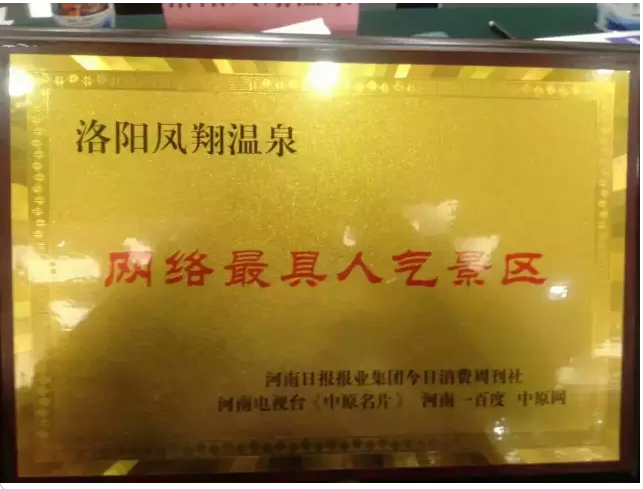 洛阳凤翔温泉
网络最具人气景区
河南日报报业集团今日消费周刊社
河南电视台《中原名片》 河南一百度 中原网